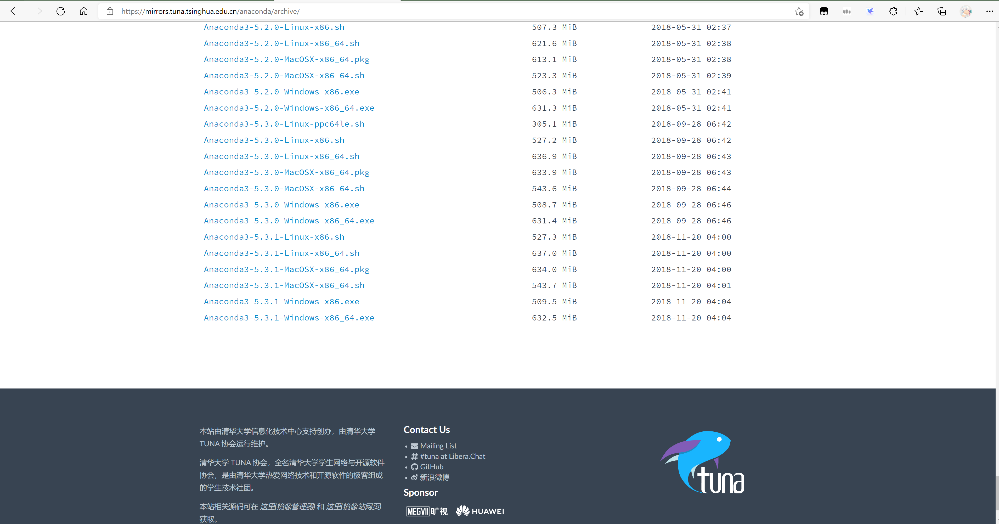 https://mirrors.tuna.tsinghua.edu.cn/anaconda/archive/
Anaconda3-5.2.0-Linux-x86.sh 507.3 MiB 2018-05-31 02:37
Anaconda3-5.2.0-Linux-x86_64.sh 621.6 MiB 2018-05-31 02:38
Anaconda3-5.2.0-MacOSX-x86_64.pkg 613.1 MiB 2018-05-31 02:38
Anaconda3-5.2.0-MacOSX-x86_64.sh 523.3 MiB 2018-05-31 02:39
Anaconda3-5.2.0-Windows-x86.exe 506.3 MiB 2018-05-31 02:41
Anaconda3-5.2.0-Windows-x86_64.exe 631.3 MiB 2018-05-31 02:41
Anaconda3-5.3.0-Linux-ppc64le.sh 305.1 MiB 2018-09-28 06:42
Anaconda3-5.3.0-Linux-x86.sh 527.2 MiB 2018-09-28 06:42
Anaconda3-5.3.0-Linux-x86_64.sh 636.9 MiB 2018-09-28 06:43
Anaconda3-5.3.0-MacOSX-x86_64.pkg 633.9 MiB 2018-09-28 06:43
Anaconda3-5.3.0-MacOSX-x86_64.sh 543.6 MiB 2018-09-28 06:44
Anaconda3-5.3.0-Windows-x86.exe 508.7 MiB 2018-09-28 06:46
Anaconda3-5.3.0-Windows-x86_64.exe 631.4 MiB 2018-09-28 06:46
Anaconda3-5.3.1-Linux-x86.sh 527.3 MiB 2018-11-20 04:00
Anaconda3-5.3.1-Linux-x86_64.sh 637.0 MiB 2018-11-20 04:00
Anaconda3-5.3.1-MacOSX-x86_64.pkg 634.0 MiB 2018-11-20 04:00
Anaconda3-5.3.1-MacOSX-x86_64.sh 543.7 MiB 2018-11-20 04:01
Anaconda3-5.3.1-Windows-x86.exe 509.5 MiB 2018-11-20 04:04
Anaconda3-5.3.1-Windows-x86_64.exe 632.5 MiB 2018-11-20 04:04
本站由清华大学信息化技术中心支持创办，由清华大学
TUNA 协会运行维护。
清华大学 TUNA 协会，全名清华大学学生网络与开源软件
协会，是由清华大学热爱网络技术和开源软件的极客组成
的学生技术社团。
本站相关源码可在 这里(镜像管理器) 和 这里(镜像站网页)
获取。
Contact Us
Mailing List
#tuna at Libera.Chat
GitHub
新浪微博
Sponsor
MEGVII 旷视 HUAWEI
tuna